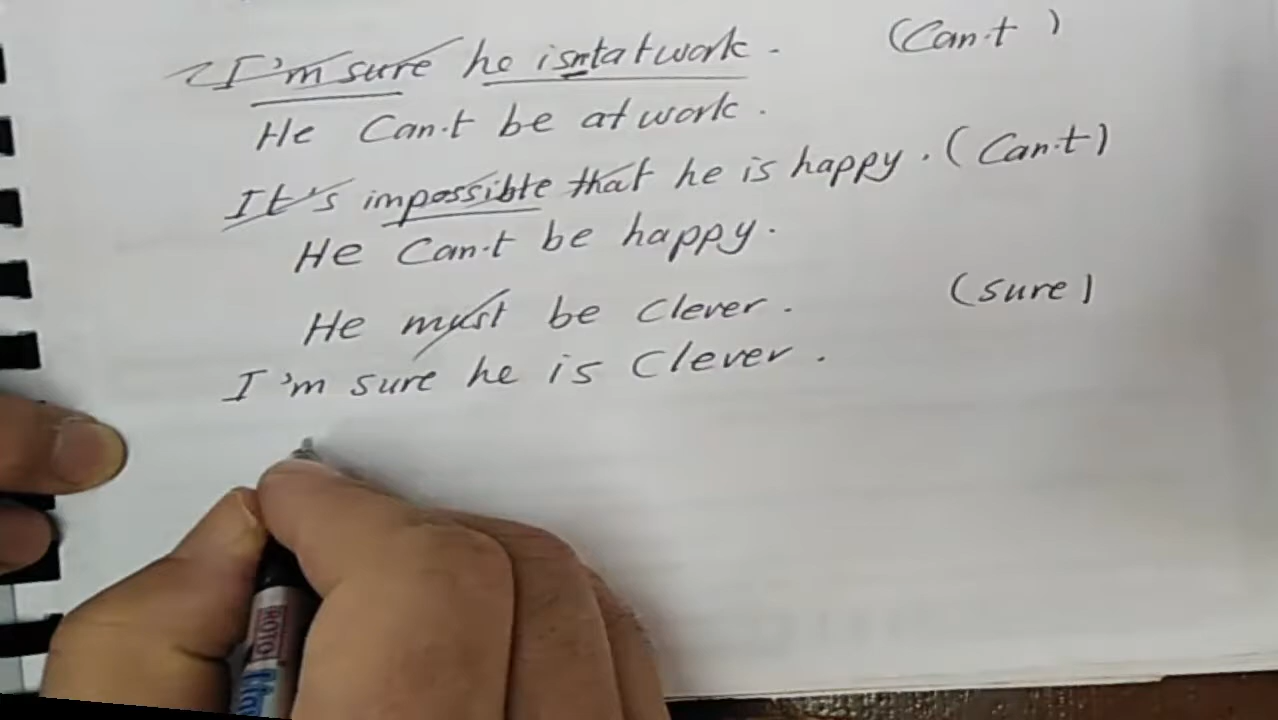 I'm sure he isn't at work. (Can't)
He Can't be at work.
It's impossible that he is happy. (Can't)
He Can't be happy.
He must be Clever. (sure)
I'm sure he is Clever.
ROTO